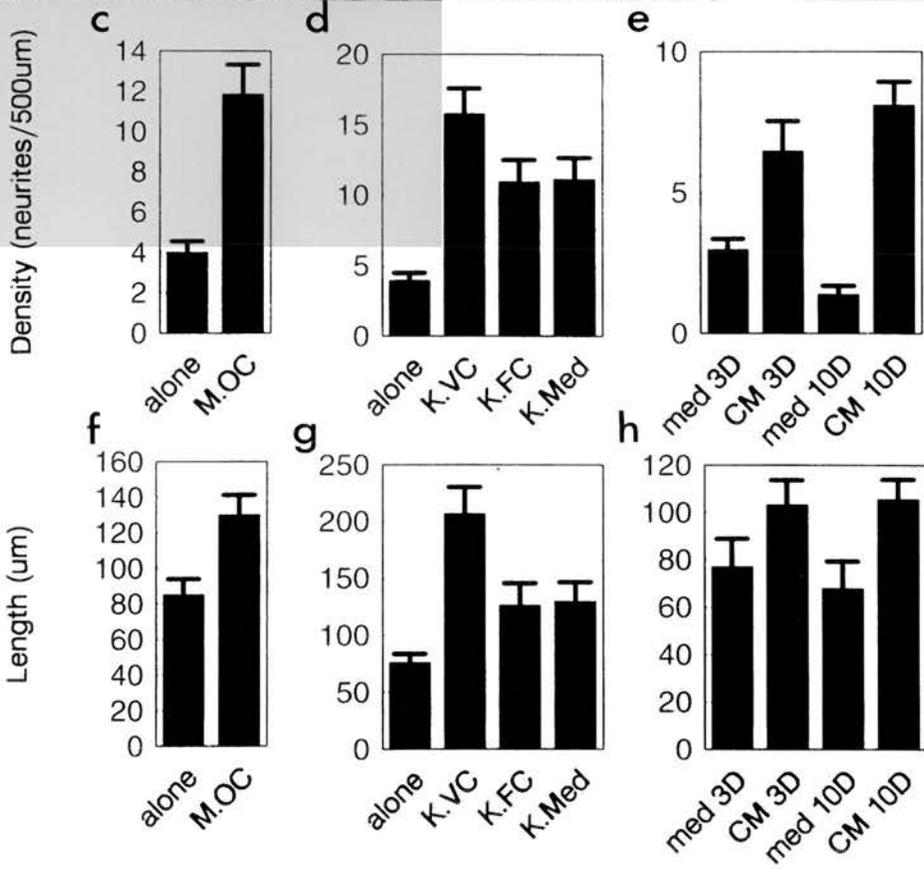 c
d
e
Density (neurites/500um)
14
12
10
8
6
4
2
0
alone
M.OC
20
15
10
5
0
alone
K.VC
K.FC
K.Med
10
5
0
med 3D
CM 3D
med 10D
CM 10D
f
g
h
Length (um)
160
140
120
100
80
60
40
20
0
alone
M.OC
250
200
150
100
50
0
alone
K.VC
K.FC
K.Med
120
100
80
60
40
20
0
med 3D
CM 3D
med 10D
CM 10D